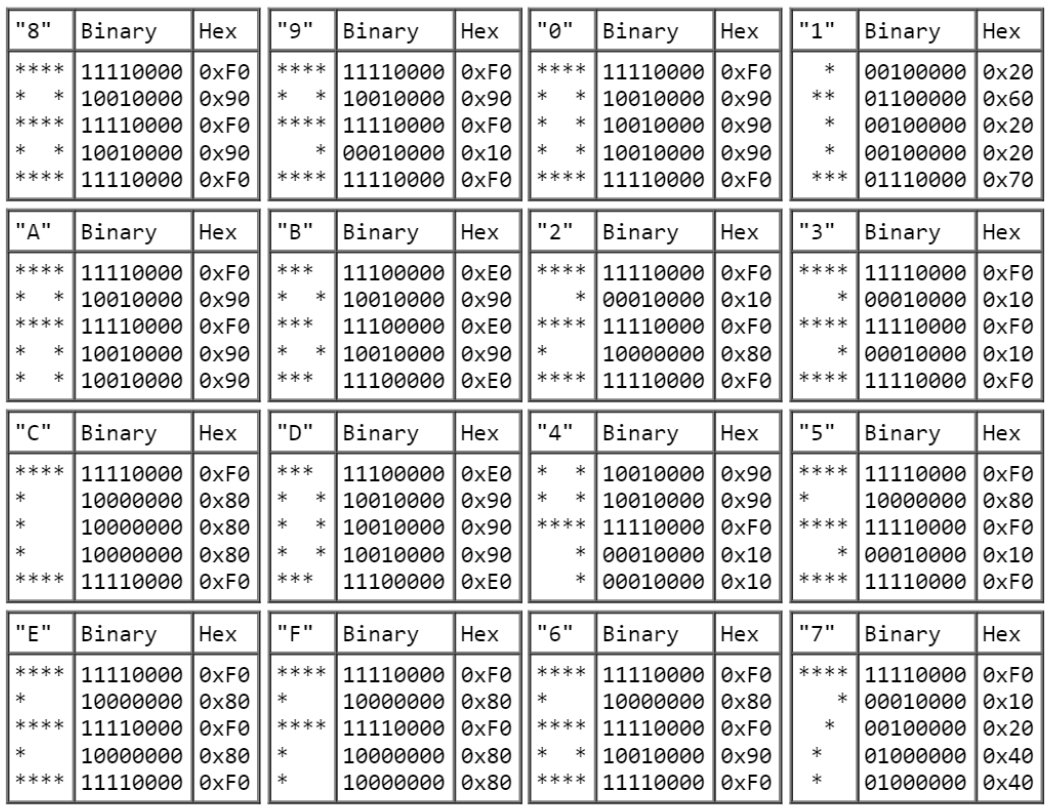 "8" Binary Hex "9" Binary Hex "0" Binary Hex "1" Binary Hex
**** 11110000 0xF0 **** 11110000 0xF0 **** 11110000 0xF0   *  00100000 0x20
*  * 10010000 0x90 *  * 10010000 0x90 *  * 10010000 0x90  **  01100000 0x60
**** 11110000 0xF0 **** 11110000 0xF0 *  * 10010000 0x90   *  00100000 0x20
*  * 10010000 0x90    * 00010000 0x10 *  * 10010000 0x90   *  00100000 0x20
**** 11110000 0xF0 **** 11110000 0xF0 **** 11110000 0xF0  *** 01110000 0x70
"A" Binary Hex "B" Binary Hex "2" Binary Hex "3" Binary Hex
**** 11110000 0xF0 ***  11100000 0xE0 **** 11110000 0xF0 **** 11110000 0xF0
*  * 10010000 0x90 *  * 10010000 0x90    * 00010000 0x10    * 00010000 0x10
**** 11110000 0xF0 ***  11100000 0xE0 **** 11110000 0xF0 **** 11110000 0xF0
*  * 10010000 0x90 *  * 10010000 0x90 *    10000000 0x80    * 00010000 0x10
*  * 10010000 0x90 ***  11100000 0xE0 **** 11110000 0xF0 **** 11110000 0xF0
"C" Binary Hex "D" Binary Hex "4" Binary Hex "5" Binary Hex
**** 11110000 0xF0 ***  11100000 0xE0 *  * 10010000 0x90 **** 11110000 0xF0
*    10000000 0x80 *  * 10010000 0x90 *  * 10010000 0x90 *    10000000 0x80
*    10000000 0x80 *  * 10010000 0x90 **** 11110000 0xF0 **** 11110000 0xF0
*    10000000 0x80 *  * 10010000 0x90    * 00010000 0x10    * 00010000 0x10
**** 11110000 0xF0 ***  11100000 0xE0    * 00010000 0x10 **** 11110000 0xF0
"E" Binary Hex "F" Binary Hex "6" Binary Hex "7" Binary Hex
**** 11110000 0xF0 **** 11110000 0xF0 **** 11110000 0xF0 **** 11110000 0xF0
*    10000000 0x80 *    10000000 0x80 *    10000000 0x80    * 00010000 0x10
**** 11110000 0xF0 **** 11110000 0xF0 **** 11110000 0xF0   *  00100000 0x20
*    10000000 0x80 *    10000000 0x80 *  * 10010000 0x90  *   01000000 0x40
**** 11110000 0xF0 *    10000000 0x80 **** 11110000 0xF0  *   01000000 0x40